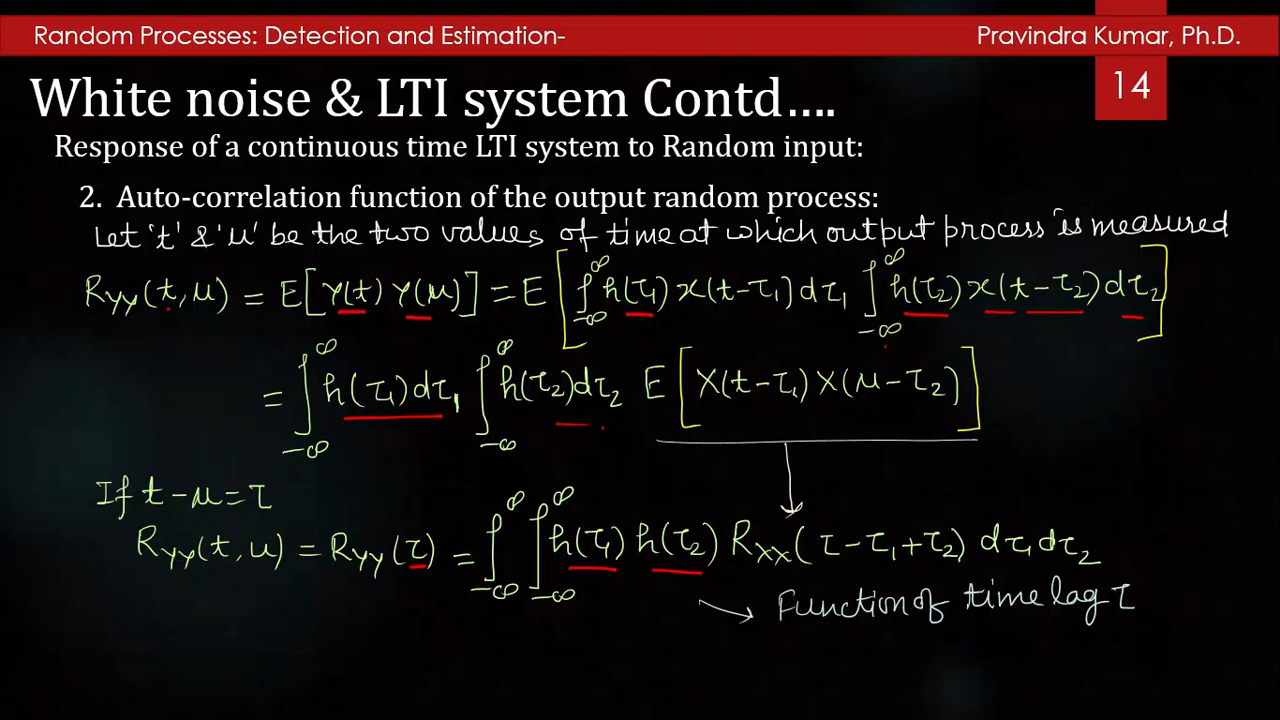 Random Processes: Detection and Estimation-
Pravindra Kumar, Ph.D.
14
White noise & LTI system Contd….
Response of a continuous time LTI system to Random input:
2. Auto-correlation function of the output random process:
Let 't' & 'u' be the two values of time at which output process is measured
Ryy(t,u) = E[Y(t) Y(u)] = E[∫_{-∞}^{∞} h(τ₁) x(t-τ₁) dτ₁ ∫_{-∞}^{∞} h(τ₂) x(t-τ₂) dτ₂]
= ∫_{-∞}^{∞} h(τ₁) dτ₁ ∫_{-∞}^{∞} h(τ₂) dτ₂ E[X(t-τ₁) X(u-τ₂)]
If t-u=τ
Ryy(t,u) = Ryy(τ) = ∫_{-∞}^{∞} ∫_{-∞}^{∞} h(τ₁) h(τ₂) Rxx(τ-τ₁+τ₂) dτ₁ dτ₂
→ Function of time lag τ